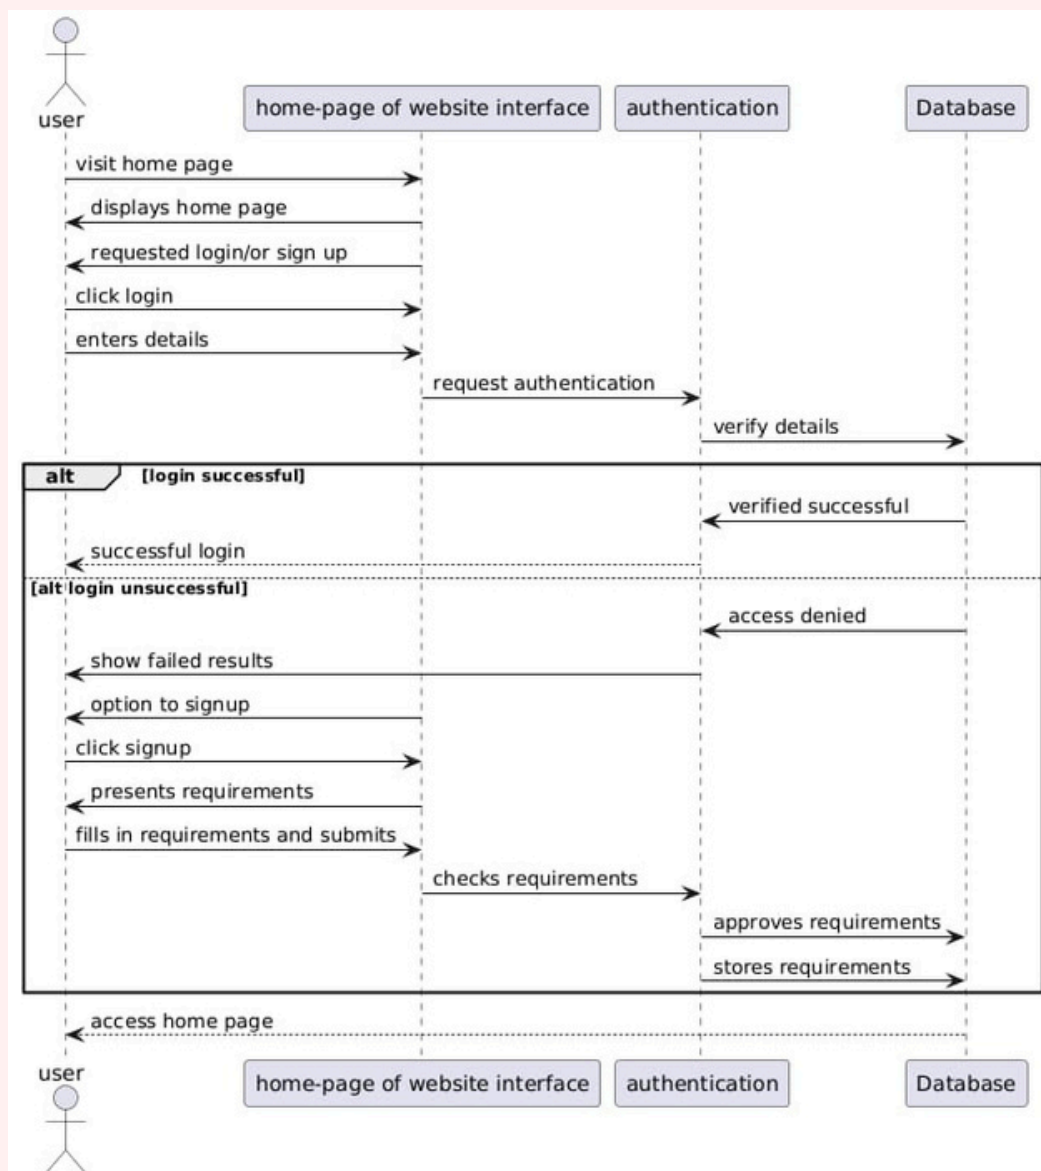 user
home-page of website interface
authentication
Database
visit home page
displays home page
requested login/or sign up
click login
enters details
request authentication
verify details
alt [login successful]
verified successful
successful login
[alt login unsuccessful]
access denied
show failed results
option to signup
click signup
presents requirements
fills in requirements and submits
checks requirements
approves requirements
stores requirements
access home page
user
home-page of website interface
authentication
Database